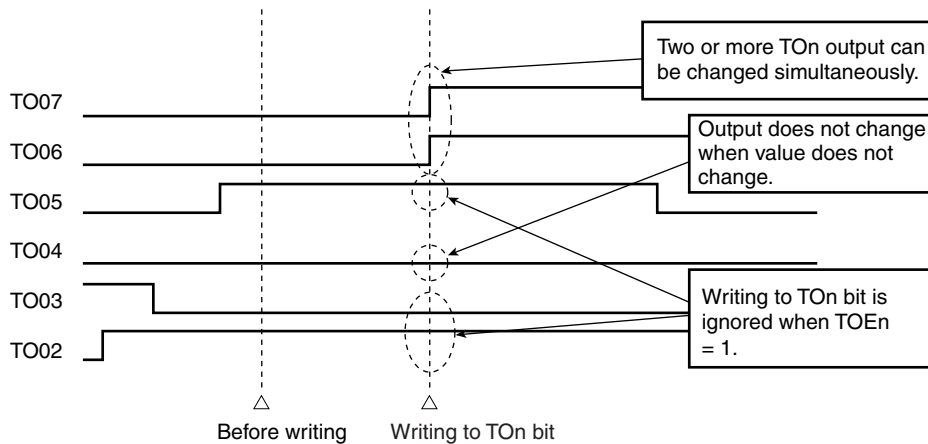 Two or more TOn output can
be changed simultaneously.
TO07
Output does not change
when value does not
change.
TO06
TO05
TO04
TO03
Writing to TOn bit is
ignored when TOEn
= 1.
TO02
Before writing
Writing to TOn bit